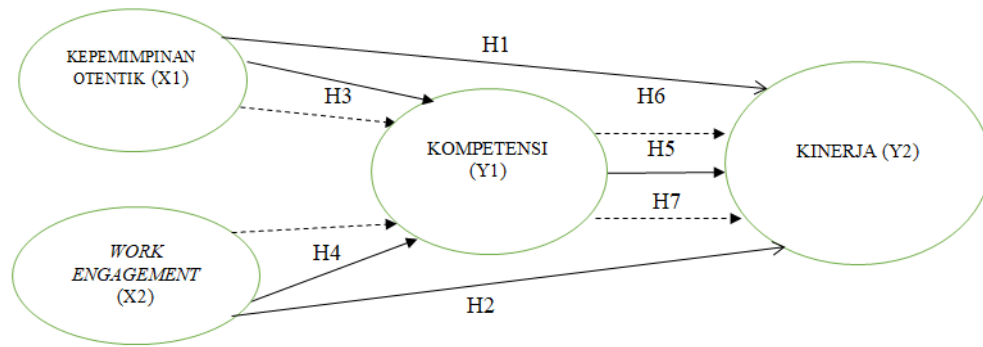 KEPEMIMPINAN
OTENTIK (X1)
H1
H3
H6
KOMPETENSI
(Y1)
H5
KINERJA (Y2)
H7
WORK
ENGAGEMENT
(X2)
H4
H2